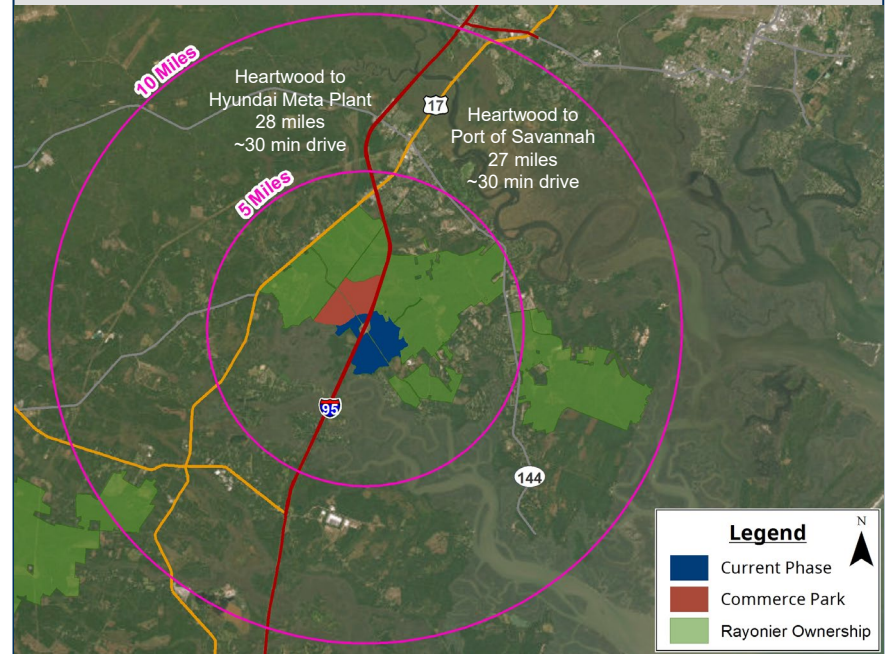 10 Miles
Heartwood to
Hyundai Meta Plant
28 miles
~30 min drive
17
Heartwood to
Port of Savannah
27 miles
~30 min drive
5 Miles
95
144
N
Legend
Current Phase
Commerce Park
Rayonier Ownership